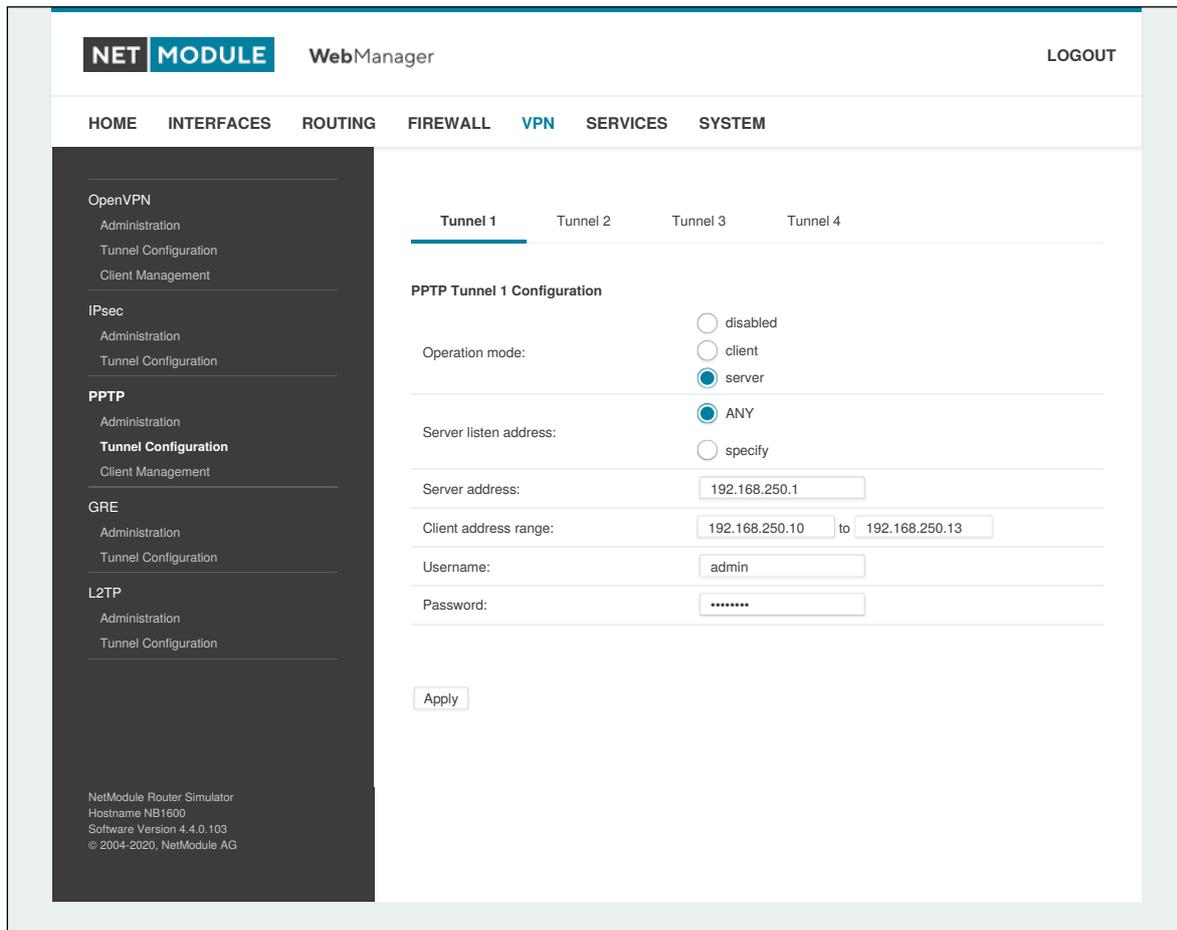 NET MODULE WebManager LOGOUT
HOME INTERFACES ROUTING FIREWALL VPN SERVICES SYSTEM
OpenVPN
Administration
Tunnel Configuration
Client Management
IPsec
Administration
Tunnel Configuration
PPTP
Administration
Tunnel Configuration
Client Management
GRE
Administration
Tunnel Configuration
L2TP
Administration
Tunnel Configuration
NetModule Router Simulator
Hostname NB1600
Software Version 4.4.0.103
© 2004-2020, NetModule AG
Tunnel 1 Tunnel 2 Tunnel 3 Tunnel 4
PPTP Tunnel 1 Configuration
Operation mode:
disabled
client
server
Server listen address:
ANY
specify
Server address: 192.168.250.1
Client address range: 192.168.250.10 to 192.168.250.13
Username: admin
Password: ••••••••
Apply